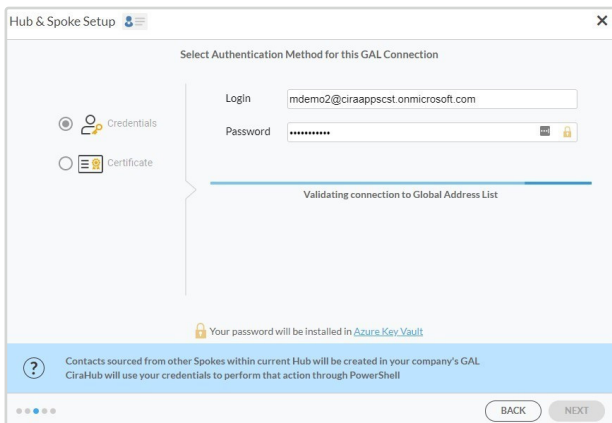 Hub & Spoke Setup
Select Authentication Method for this GAL Connection
Login
mdemo2@ciraappscst.onmicrosoft.com
Credentials
Password
•••••••••••
Certificate
Validating connection to Global Address List
Your password will be installed in Azure Key Vault
Contacts sourced from other Spokes within current Hub will be created in your company's GAL
CiraHub will use your credentials to perform that action through PowerShell
BACK
NEXT